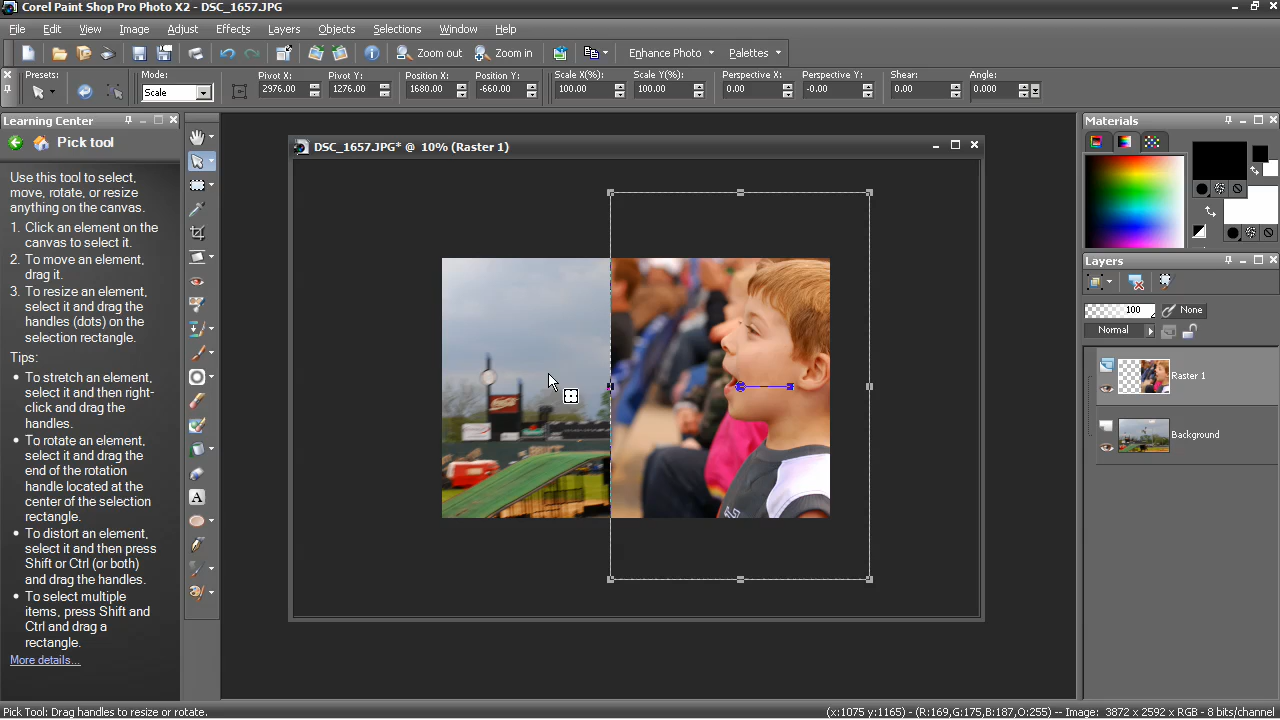 Corel Paint Shop Pro Photo X2 - DSC_1657.JPG
File Edit View Image Adjust Effects Layers Objects Selections Window Help
Zoom out Zoom in Enhance Photo Palettes
Presets: Mode: Pivot X: Pivot Y: Position X: Position Y: Scale X(%): Scale Y(%): Perspective X: Perspective Y: Shear: Angle:
Scale 2976.00 1276.00 1680.00 -660.00 100.00 100.00 0.00 -0.00 0.00 0.000
Learning Center
Pick tool
Use this tool to select,
move, rotate, or resize
anything on the canvas.
1. Click an element on the
canvas to select it.
2. To move an element,
drag it.
3. To resize an element,
select it and drag the
handles (dots) on the
selection rectangle.
Tips:
To stretch an element,
select it and then right-
click and drag the
handles.
To rotate an element,
select it and drag the
end of the rotation
handle located at the
center of the selection
rectangle.
To distort an element,
select it and then press
Shift or Ctrl (or both)
and drag the handles.
To select multiple
items, press Shift and
Ctrl and drag a
rectangle.
More details...
A
DSC_1657.JPG* @ 10% (Raster 1)
Materials
Layers
100 None
Normal
Raster 1
Background
Pick Tool: Drag handles to resize or rotate.
(x:1075 y:1165) - (R:169,G:175,B:187,O:255) -- Image: 3872 x 2592 x RGB - 8 bits/channel